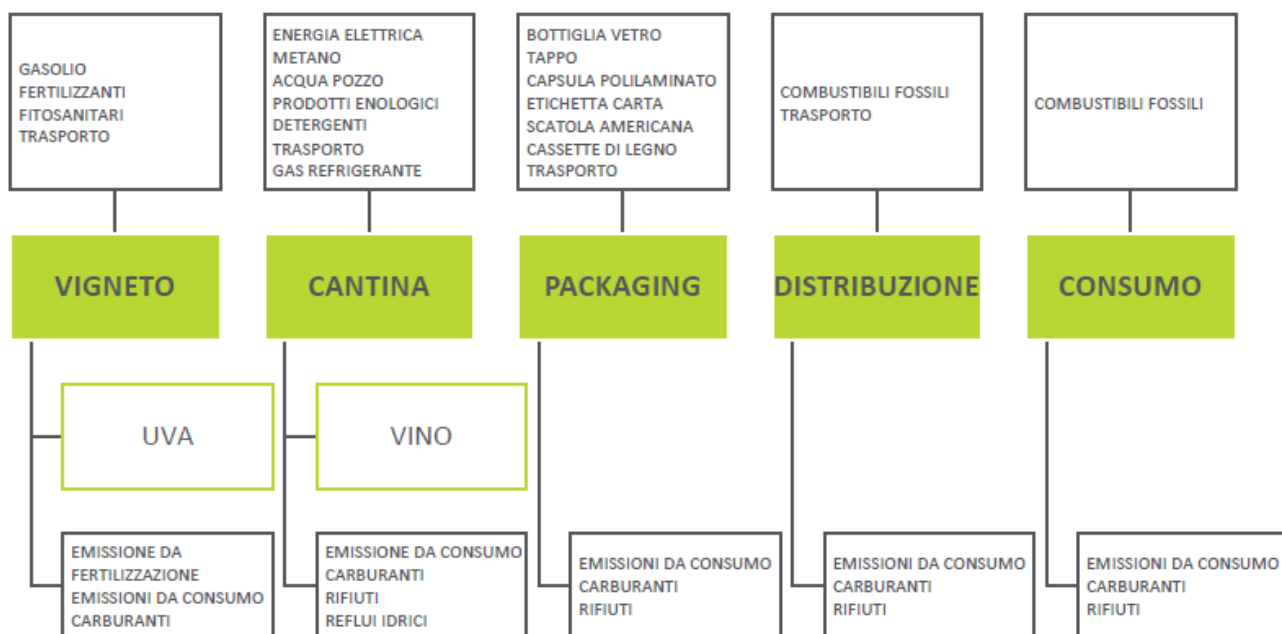 GASOLIO
FERTILIZZANTI
FITOSANITARI
TRASPORTO
ENERGIA ELETTRICA
METANO
ACQUA POZZO
PRODOTTI ENOLOGICI
DETERGENTI
TRASPORTO
GAS REFRIGERANTE
BOTTIGLIA VETRO
TAPPO
CAPSULA POLILAMINATO
ETICHETTA CARTA
SCATOLA AMERICANA
CASSETTE DI LEGNO
TRASPORTO
COMBUSTIBILI FOSSILI
TRASPORTO
COMBUSTIBILI FOSSILI
VIGNETO
CANTINA
PACKAGING
DISTRIBUZIONE
CONSUMO
UVA
VINO
EMISSIONE DA
FERTILIZZAZIONE
EMISSIONI DA CONSUMO
CARBURANTI
EMISSIONE DA CONSUMO
CARBURANTI
RIFIUTI
REFLUI IDRICI
EMISSIONI DA CONSUMO
CARBURANTI
RIFIUTI
EMISSIONI DA CONSUMO
CARBURANTI
RIFIUTI
EMISSIONI DA CONSUMO
CARBURANTI
RIFIUTI